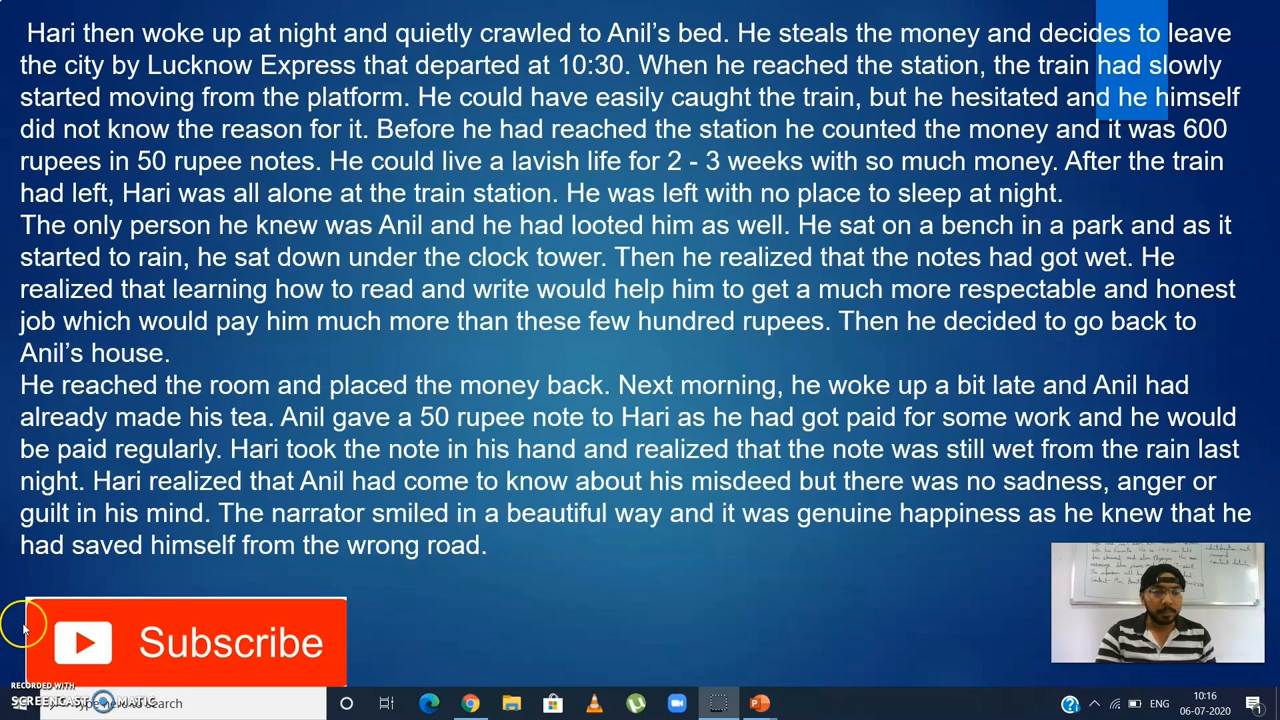 Hari then woke up at night and quietly crawled to Anil's bed. He steals the money and decides to leave
the city by Lucknow Express that departed at 10:30. When he reached the station, the train had slowly
started moving from the platform. He could have easily caught the train, but he hesitated and he himself
did not know the reason for it. Before he had reached the station he counted the money and it was 600
rupees in 50 rupee notes. He could live a lavish life for 2 - 3 weeks with so much money. After the train
had left, Hari was all alone at the train station. He was left with no place to sleep at night.
The only person he knew was Anil and he had looted him as well. He sat on a bench in a park and as it
started to rain, he sat down under the clock tower. Then he realized that the notes had got wet. He
realized that learning how to read and write would help him to get a much more respectable and honest
job which would pay him much more than these few hundred rupees. Then he decided to go back to
Anil's house.
He reached the room and placed the money back. Next morning, he woke up a bit late and Anil had
already made his tea. Anil gave a 50 rupee note to Hari as he had got paid for some work and he would
be paid regularly. Hari took the note in his hand and realized that the note was still wet from the rain last
night. Hari realized that Anil had come to know about his misdeed but there was no sadness, anger or
guilt in his mind. The narrator smiled in a beautiful way and it was genuine happiness as he knew that he
had saved himself from the wrong road.
Subscribe
RECORDED WITH
SCREENCAST MATIC
here to search
ENG
10:16
06-07-2020